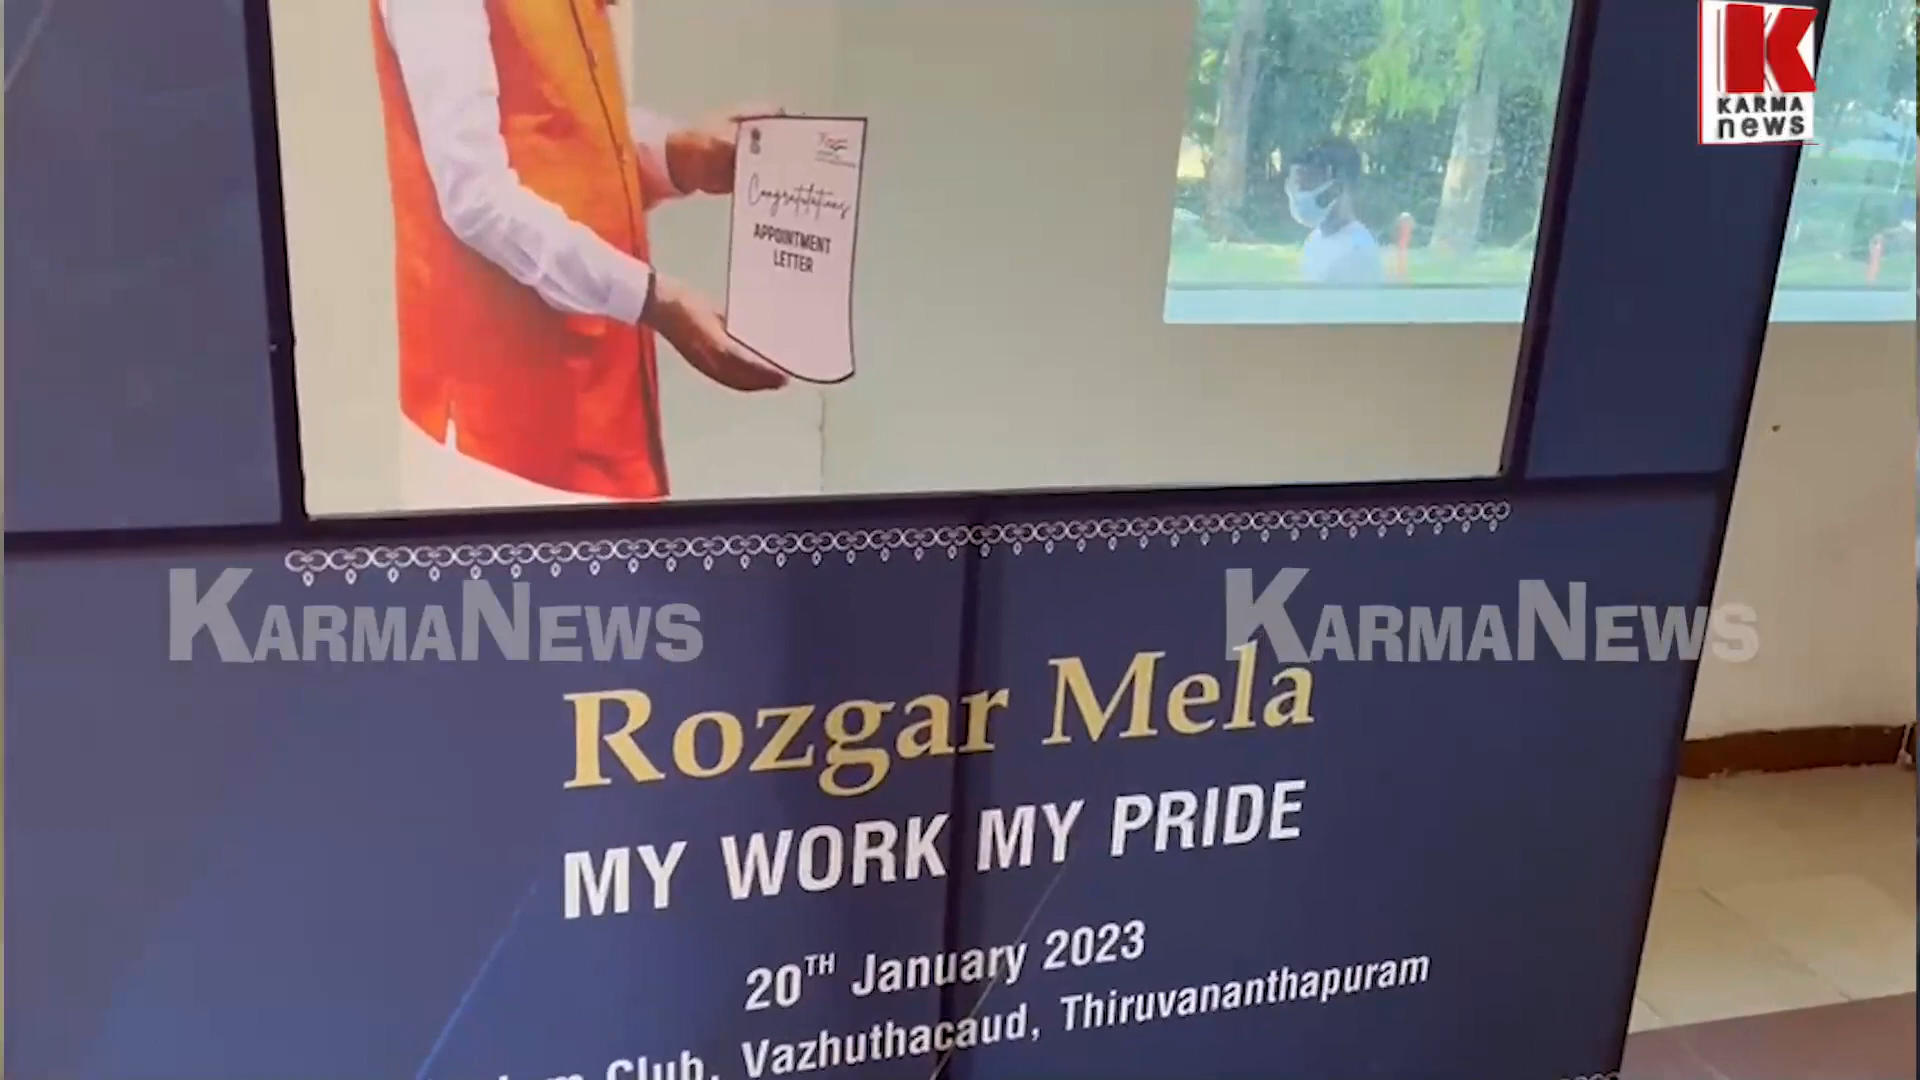 KARMA
news
Congratulations
APPOINTMENT
LETTER
KARMANEWS KARMANEWS
Rozgar Mela
MY WORK MY PRIDE
20TH January 2023
Club, Vazhuthacaud, Thiruvananthapuram